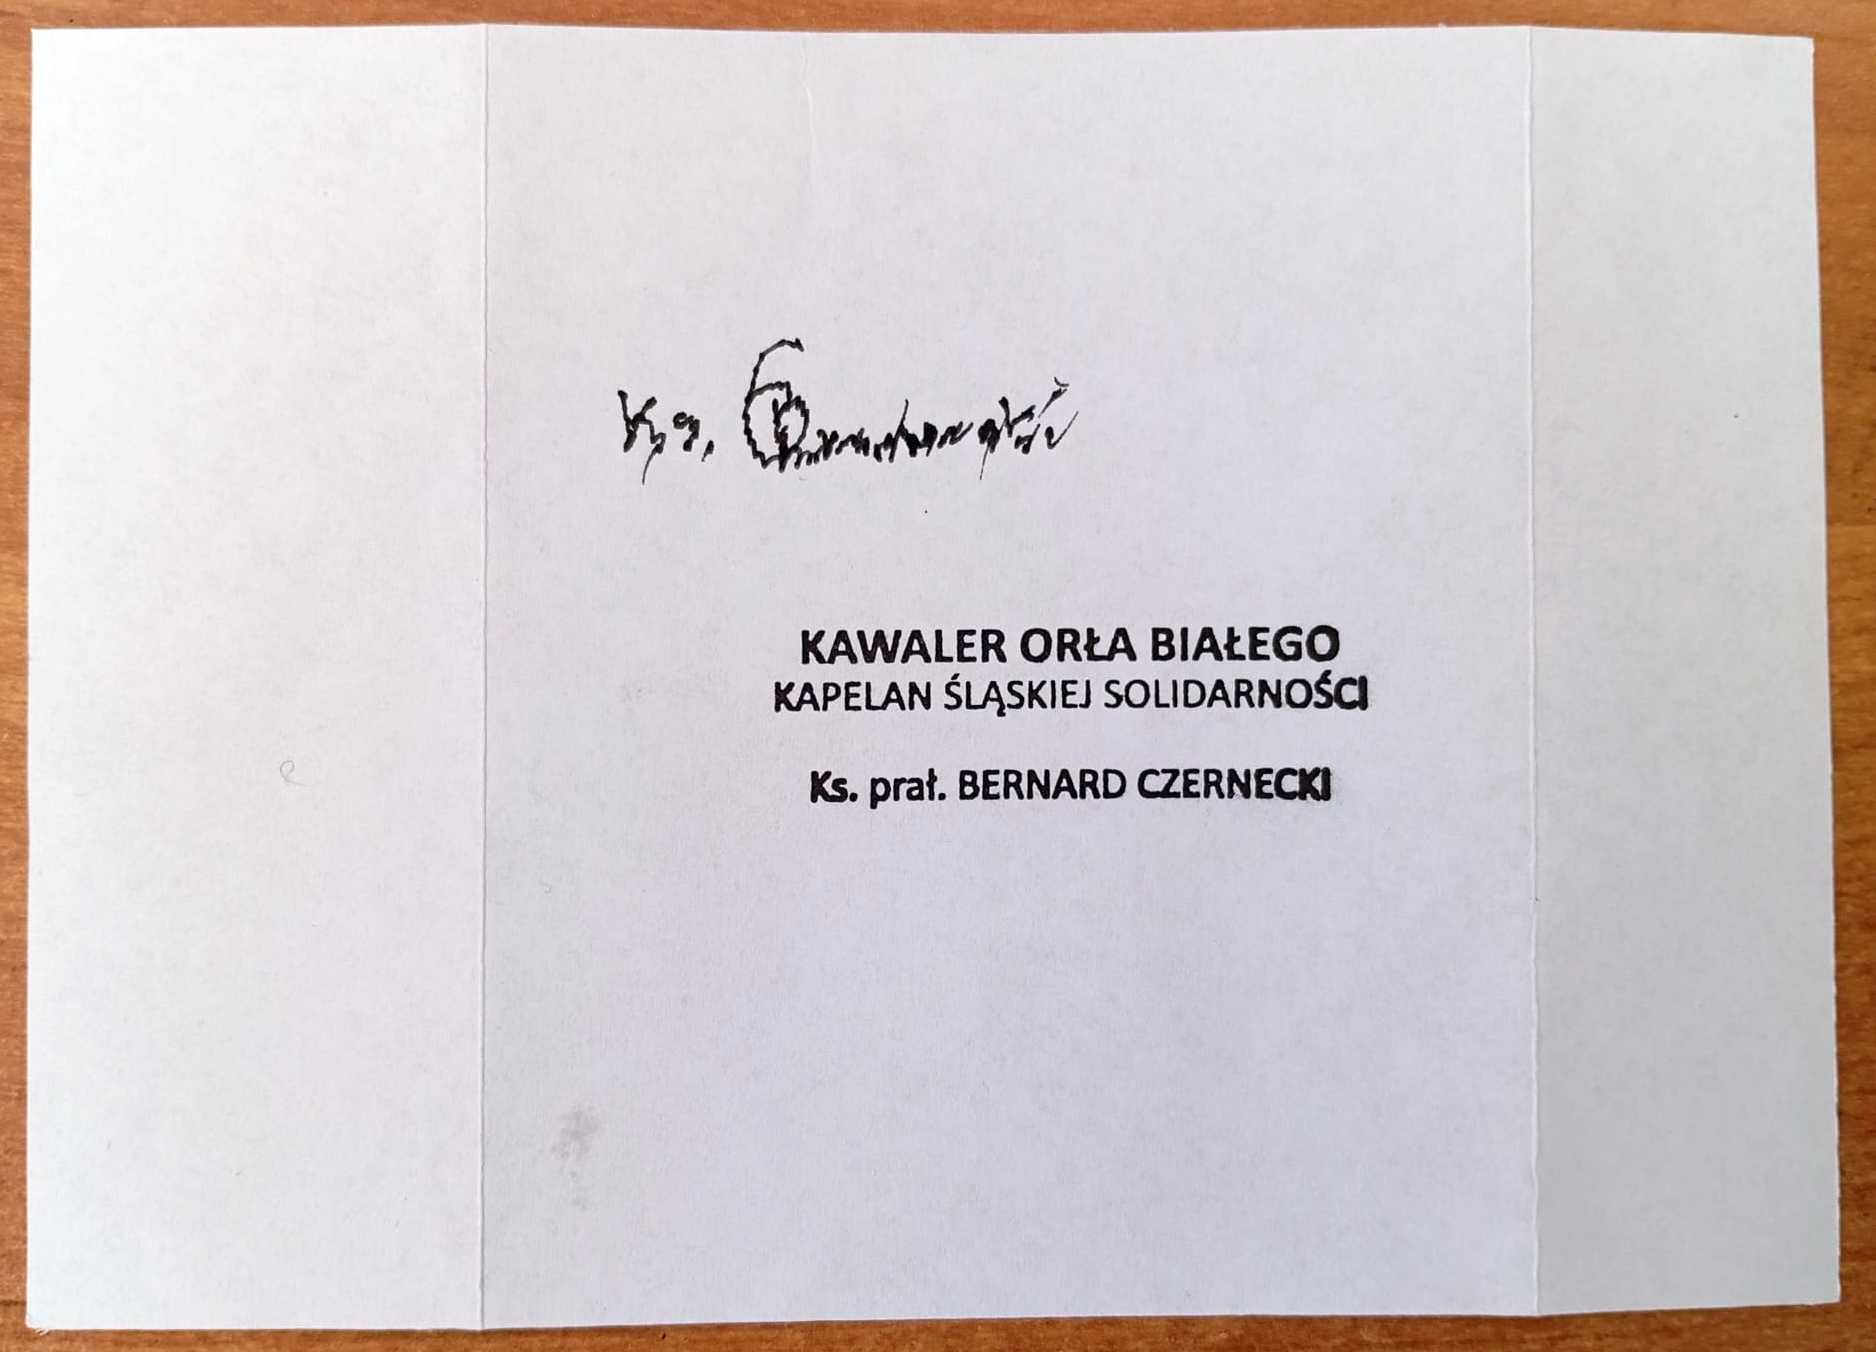 Ks.
KAWALER ORŁA BIAŁEGO
KAPELAN ŚLĄSKIEJ SOLIDARNOŚCI
Ks. prał. BERNARD CZERNECKI